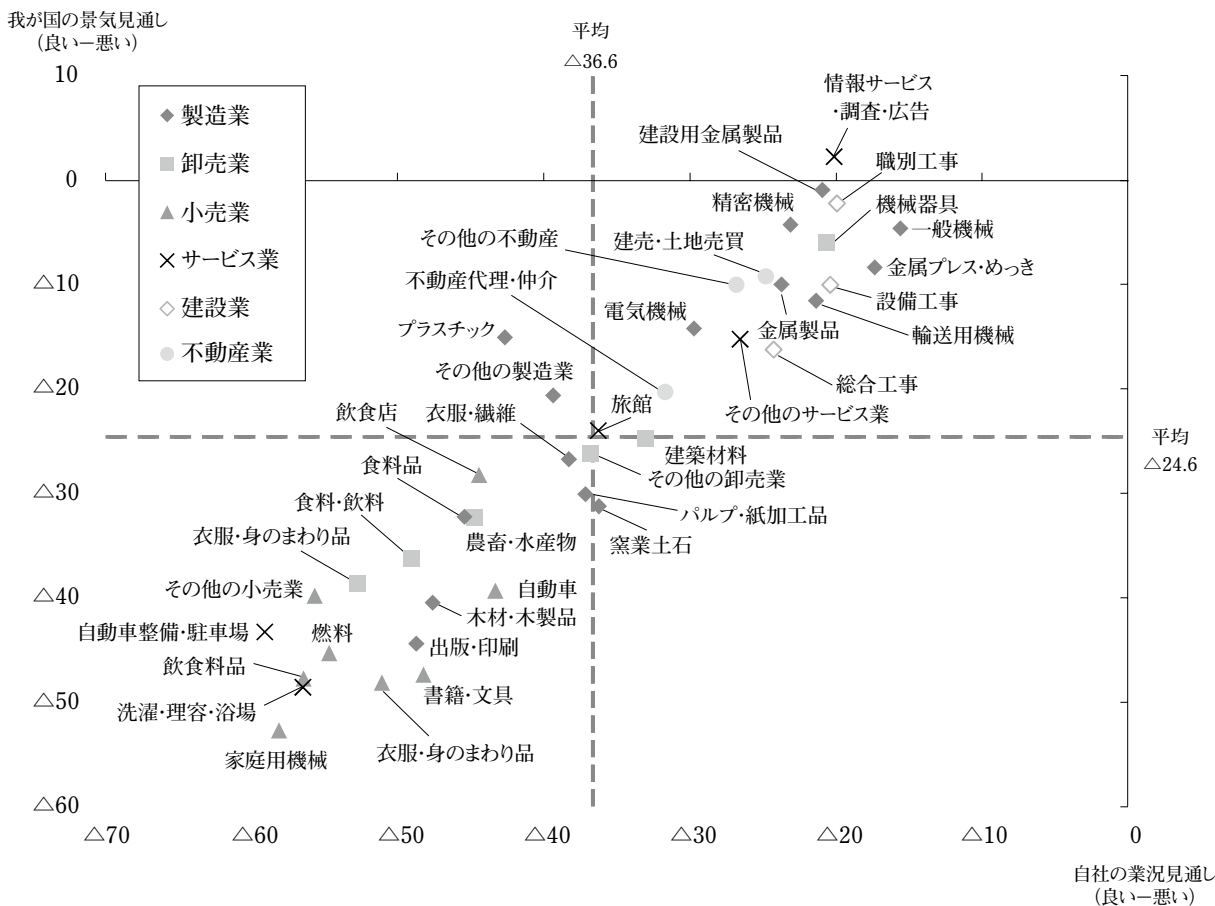 我が国の景気見通し
(良い－悪い)
平均
△36.6
10
0
△10
△20
△30
△40
△50
△60
製造業
卸売業
小売業
サービス業
建設業
不動産業
情報サービス
・調査・広告
建設用金属製品
職別工事
精密機械
機械器具
一般機械
その他の不動産
建売・土地売買
金属プレス・めっき
不動産代理・仲介
設備工事
電気機械
金属製品
輸送用機械
プラスチック
その他の製造業
総合工事
旅館
その他のサービス業
飲食店
衣服・繊維
平均
△24.6
建築材料
食料品
その他の卸売業
食料・飲料
パルプ・紙加工品
衣服・身のまわり品
農畜・水産物
窯業土石
その他の小売業
自動車
木材・木製品
自動車整備・駐車場
燃料
出版・印刷
飲食料品
書籍・文具
洗濯・理容・浴場
衣服・身のまわり品
家庭用機械
△70
△60
△50
△40
△30
△20
△10
0
自社の業況見通し
(良い－悪い)